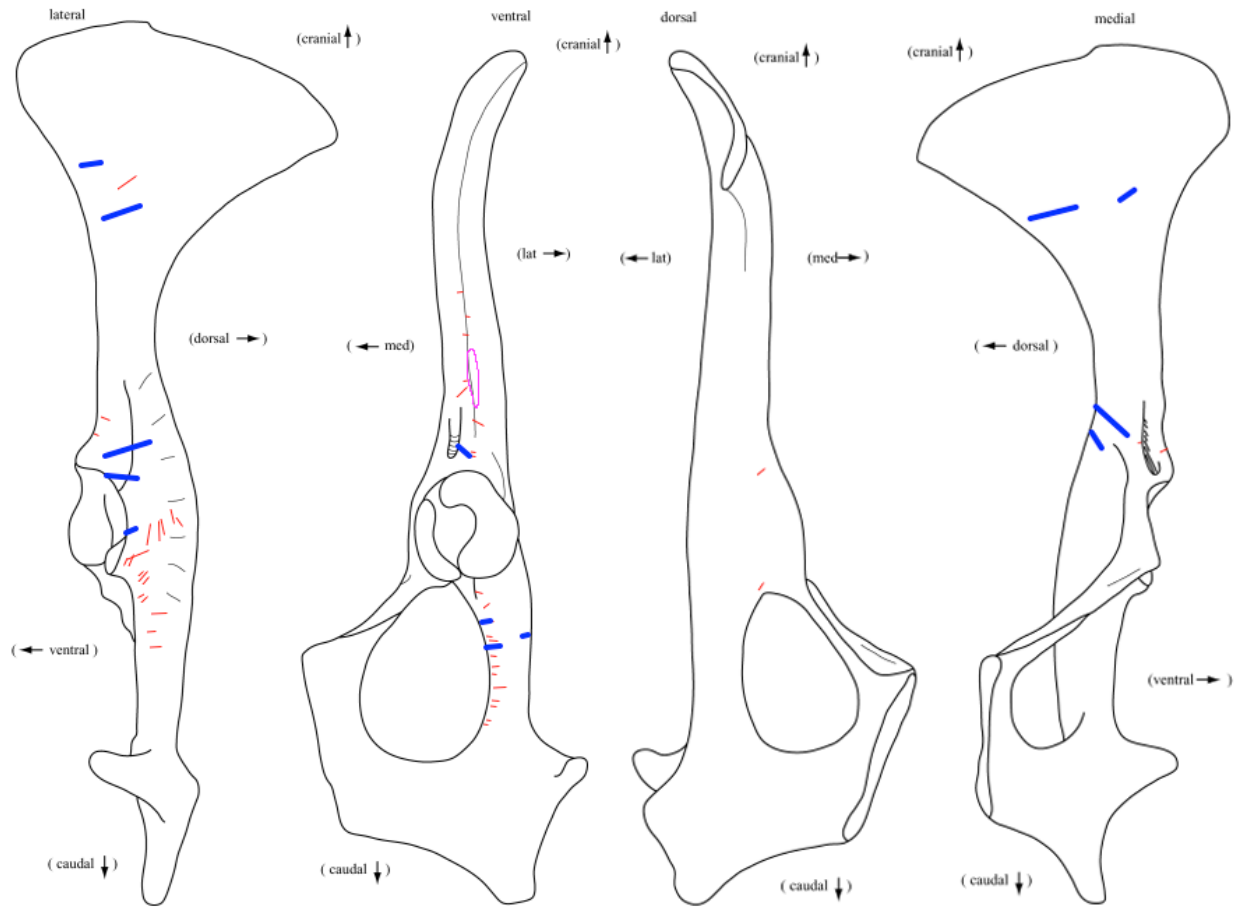 lateral
ventral
dorsal
medial
(cranial ↑)
(cranial ↑)
(cranial ↑)
(cranial ↑)
(lat →)
(← lat)
(med→)
(dorsal →)
(← med)
(← dorsal)
(← ventral)
(ventral →)
(caudal ↓)
(caudal ↓)
(caudal ↓)
(caudal ↓)